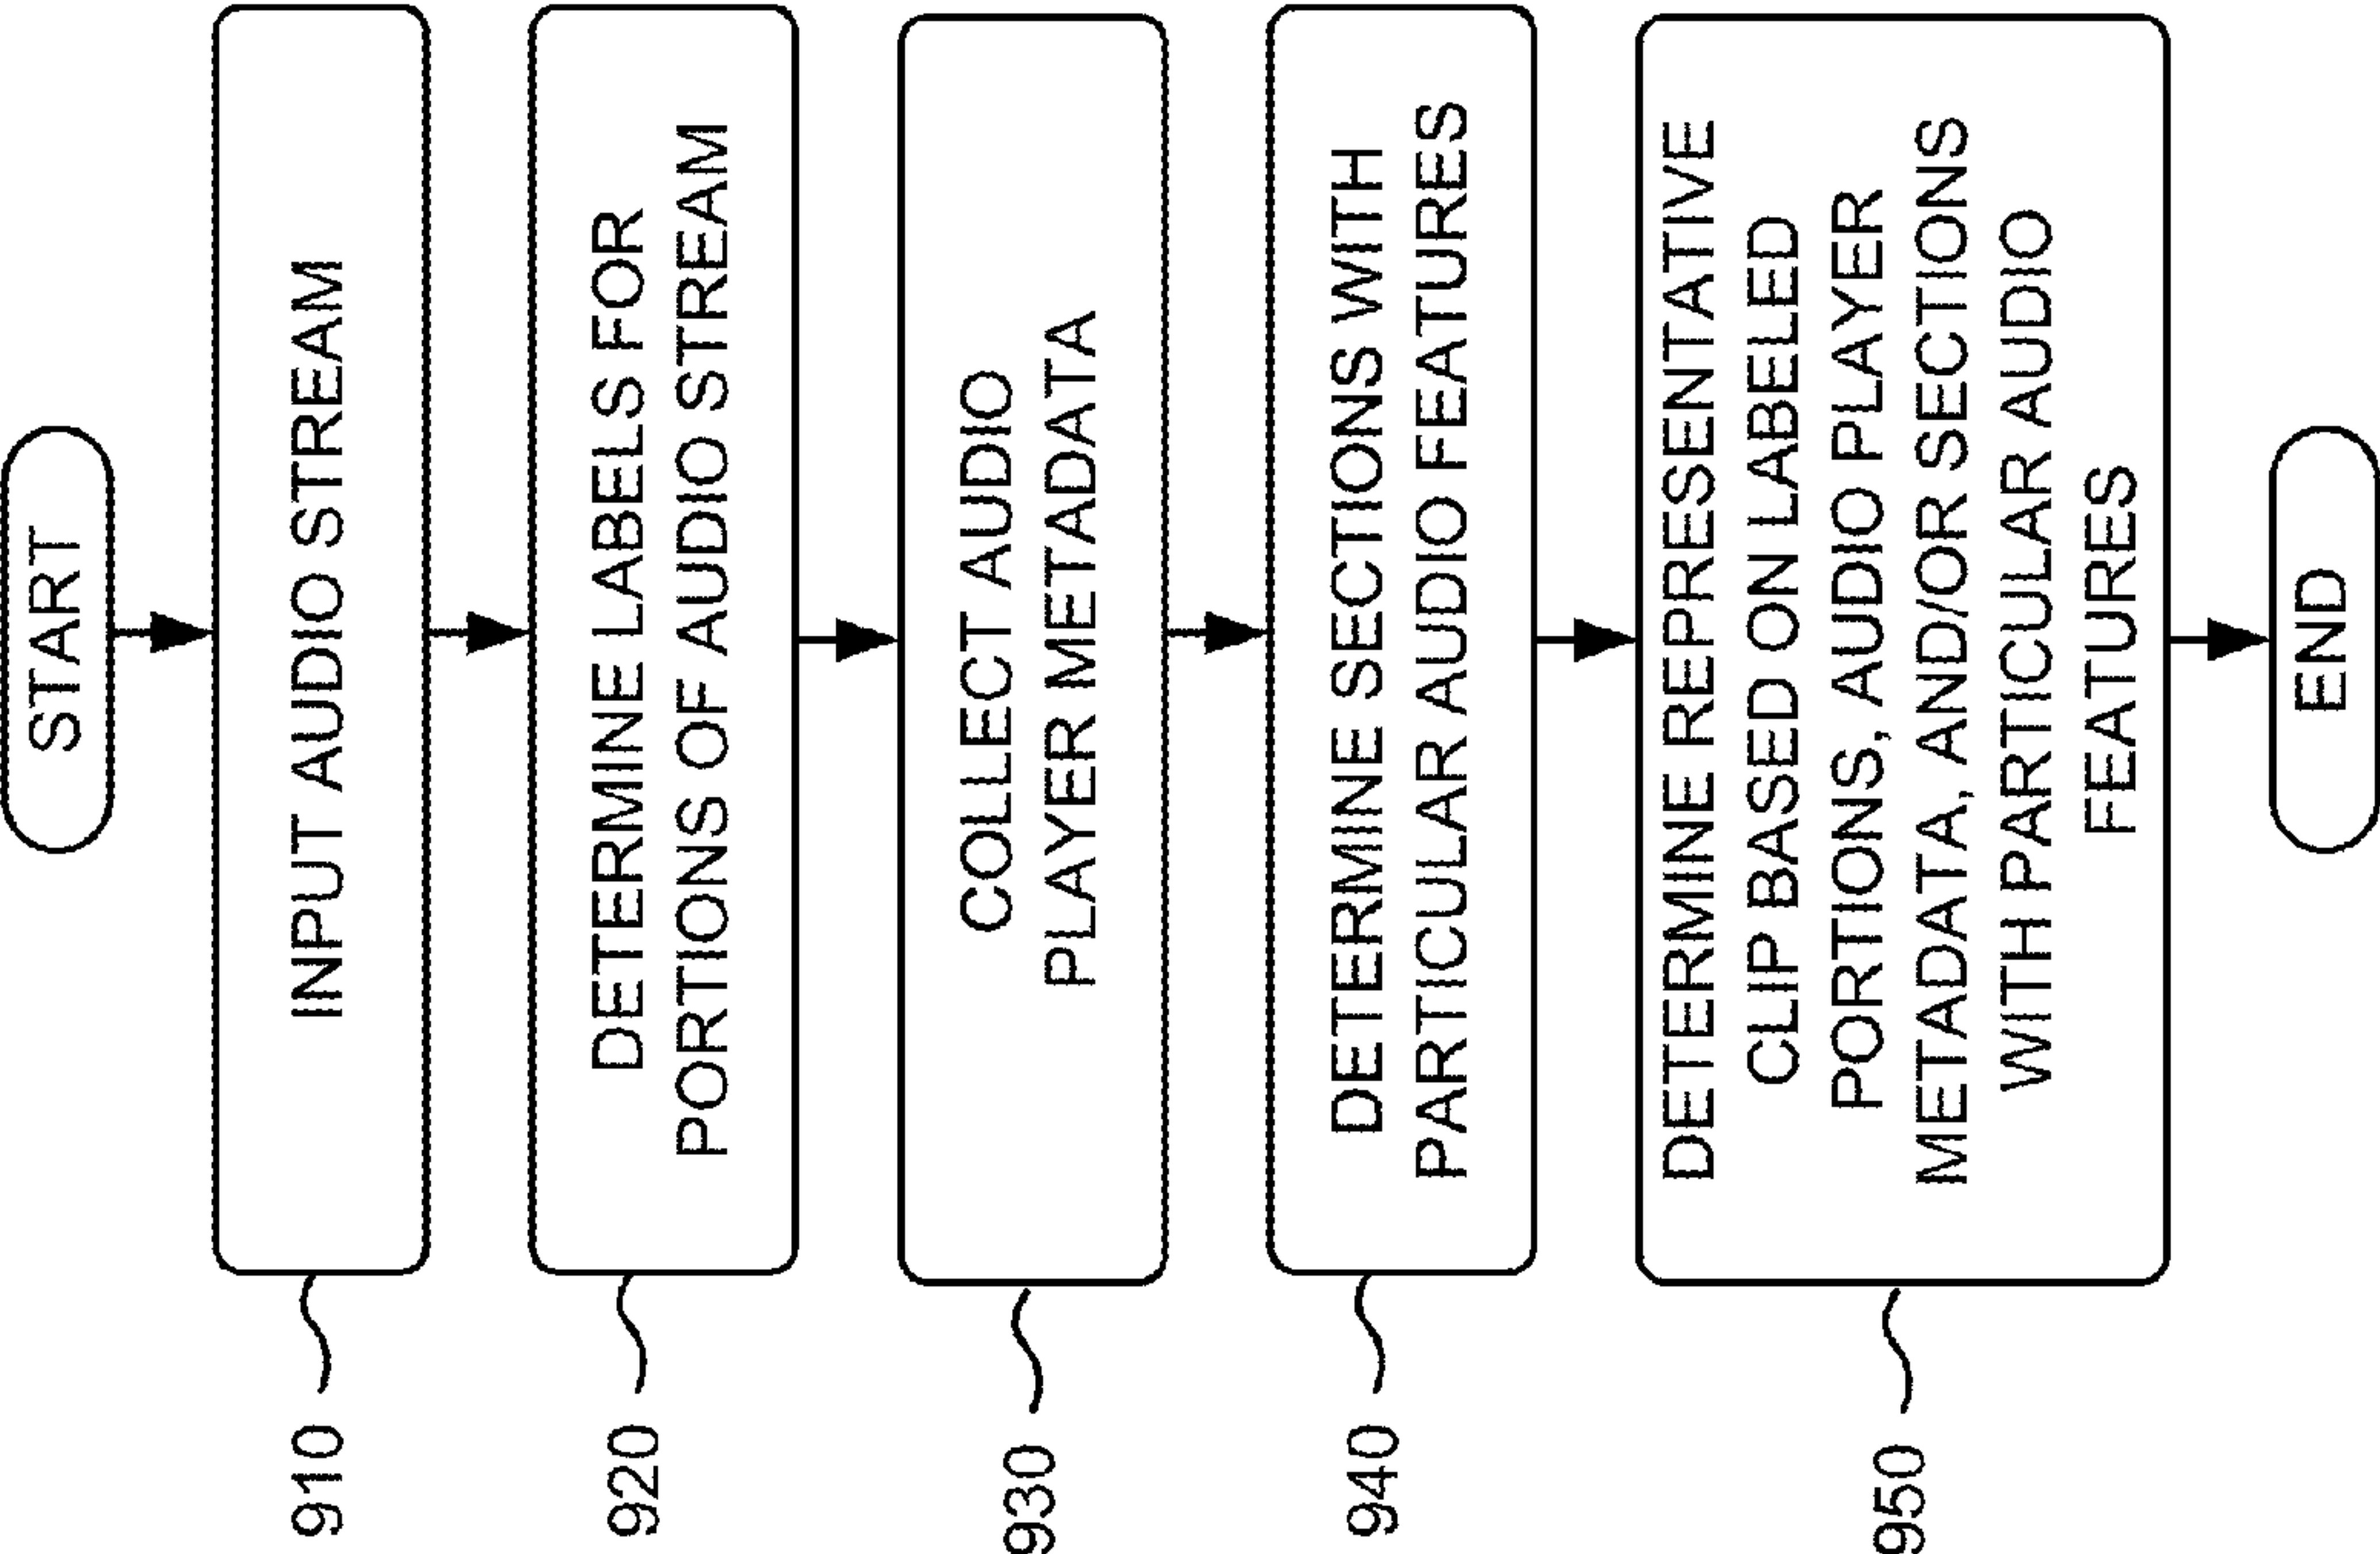 START
INPUT AUDIO STREAM
910
DETERMINE LABELS FOR
PORTIONS OF AUDIO STREAM
920
COLLECT AUDIO
PLAYER METADATA
930
DETERMINE SECTIONS WITH
PARTICULAR AUDIO FEATURES
940
DETERMINE REPRESENTATIVE
CLIP BASED ON LABELED
PORTIONS, AUDIO PLAYER
METADATA, AND/OR SECTIONS
WITH PARTICULAR AUDIO
FEATURES
950
END